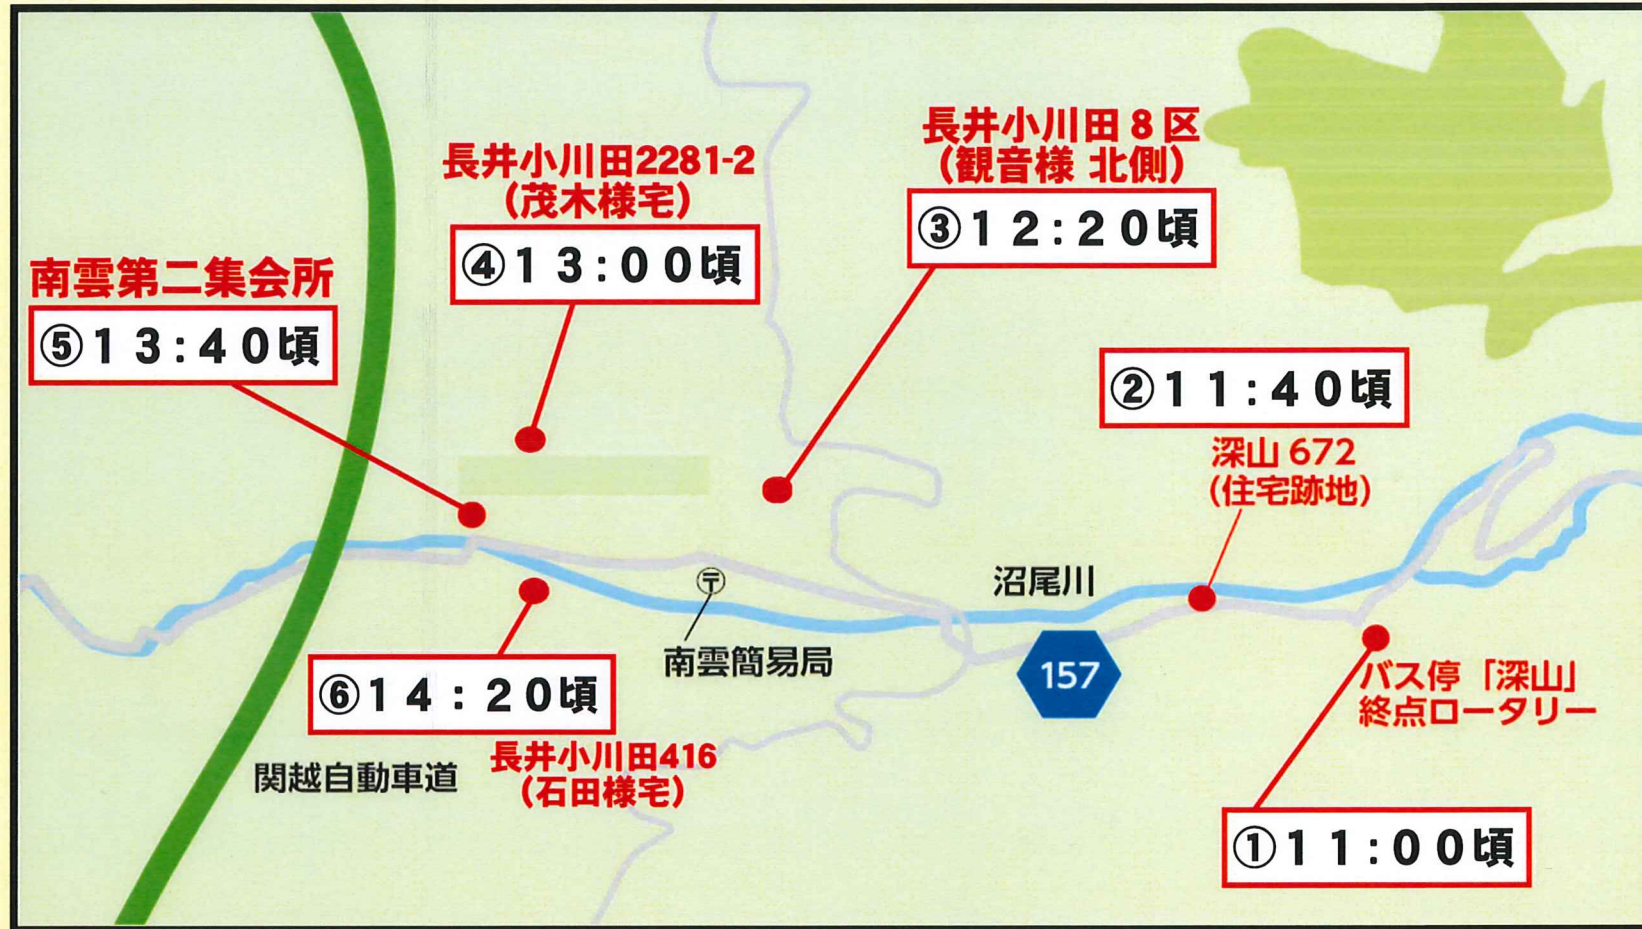 長井小川田8区
(観音様 北側)
③12:20頃
長井小川田2281-2
(茂木様宅)
④13:00頃
南雲第二集会所
⑤13:40頃
②11:40頃
深山 672
(住宅跡地)
沼尾川
〒
南雲簡易局
157
バス停「深山」
終点ロータリー
⑥14:20頃
長井小川田416
(石田様宅)
関越自動車道
①11:00頃